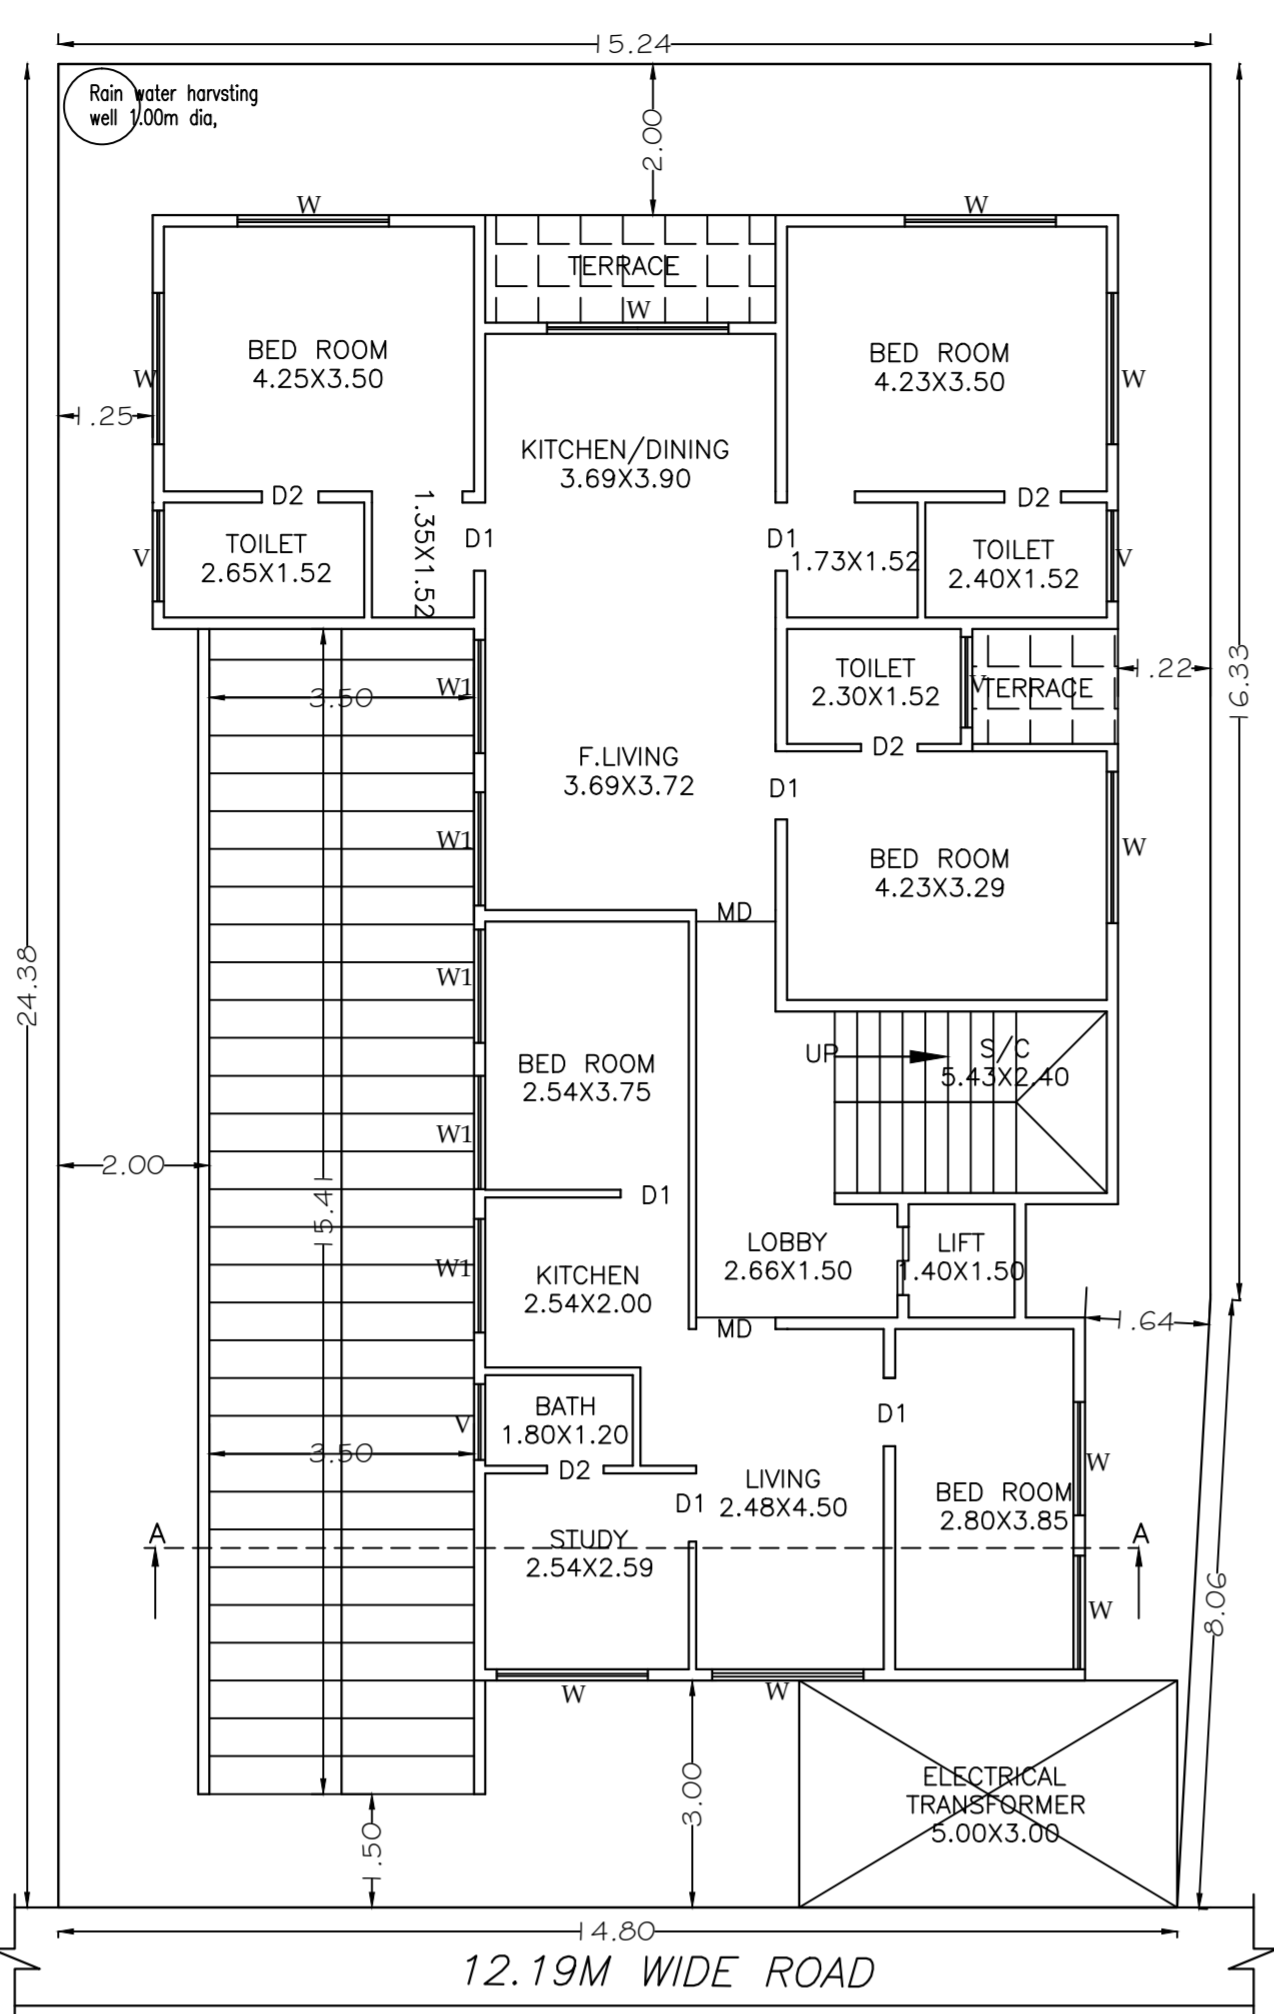 15.24
Rain water harvsting
well 1.00m dia,
2.00
W
W
TERRACE
W
BED ROOM
4.25X3.50
BED ROOM
4.23X3.50
W
W
1.25
KITCHEN/DINING
3.69X3.90
D2
D2
1.35X1.52
D1
D1
TOILET
2.65X1.52
V
1.73X1.52
TOILET
2.40X1.52
V
TOILET
2.30X1.52
V
TERRACE
1.22
16.33
3.50
W1
D2
F.LIVING
3.69X3.72
D1
W1
BED ROOM
4.23X3.29
W
MD
24.38
W1
BED ROOM
2.54X3.75
UP
S/C
5.43X2.40
W1
2.00
15.41
D1
LOBBY
2.66X1.50
LIFT
1.40X1.50
W1
KITCHEN
2.54X2.00
MD
1.64
BATH
1.80X1.20
V
D1
3.50
D2
LIVING
2.48X4.50
W
D1
BED ROOM
2.80X3.85
A
STUDY
2.54X2.59
A
W
8.06
W
W
ELECTRICAL
TRANSFORMER
5.00X3.00
3.00
1.50
14.80
12.19M WIDE ROAD